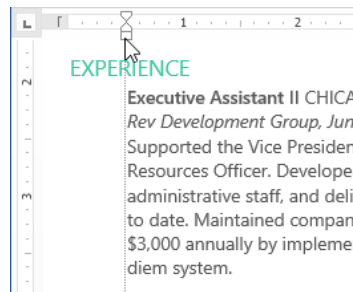 1 2
EXPERIENCE
2
Executive Assistant II CHICA
Rev Development Group, Jun
Supported the Vice Presiden
Resources Officer. Develope
administrative staff, and deli
3
to date. Maintained compan
$3,000 annually by impleme
diem system.